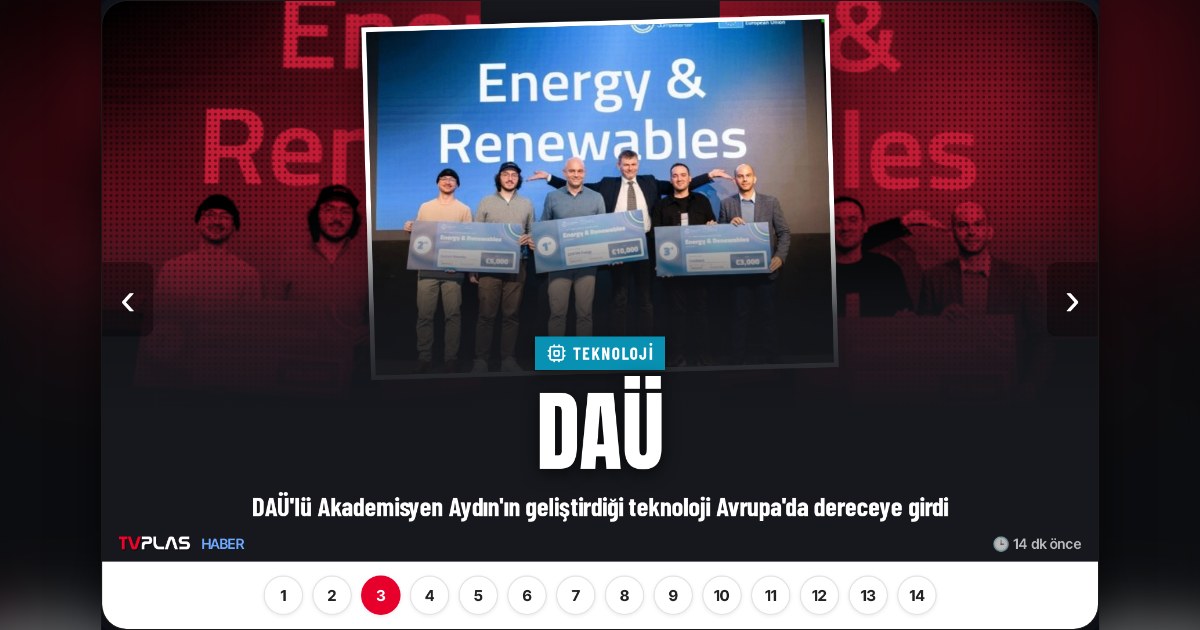 European Union
Energy &
Renewables
2°
Energy & Renewables
€5,000
1°
Energy & Renewables
€10,000
3°
Energy & Renewables
€3,000
TEKNOLOJİ
DAÜ
DAÜ'lü Akademisyen Aydın'ın geliştirdiği teknoloji Avrupa'da dereceye girdi
TVPLAS HABER
14 dk önce
1 2 3 4 5 6 7 8 9 10 11 12 13 14